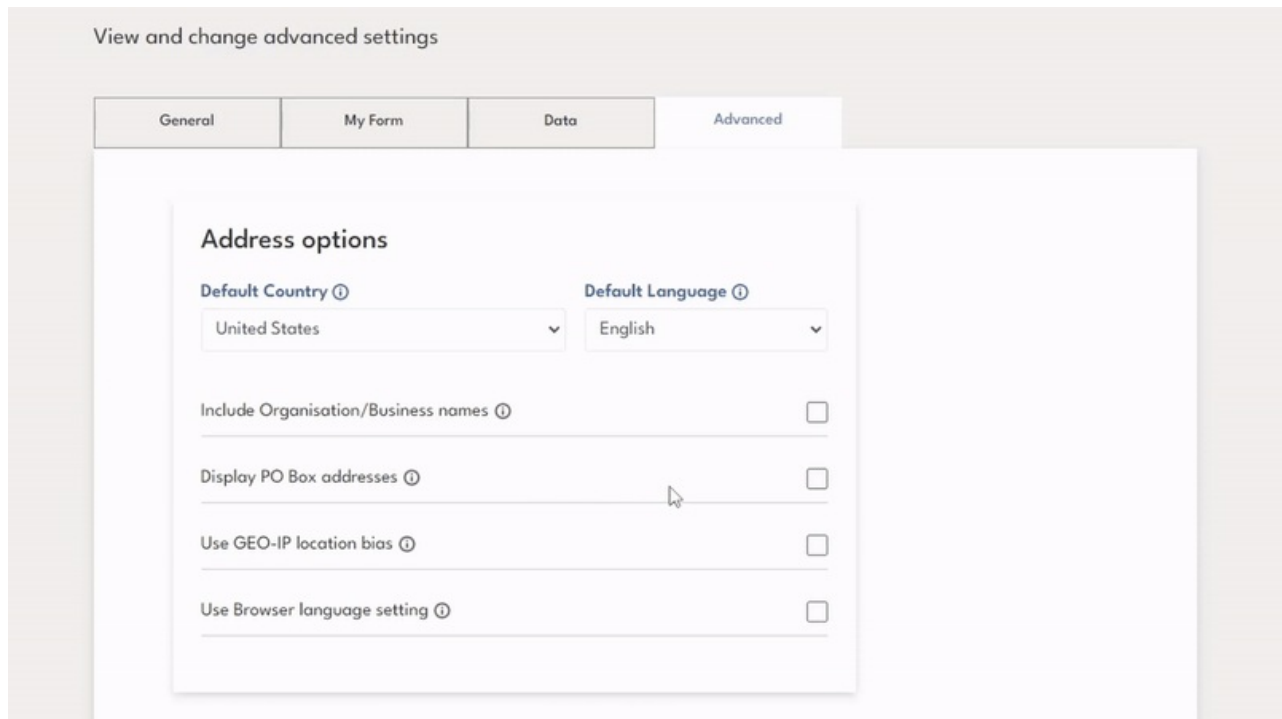 View and change advanced settings
General My Form Data Advanced
Address options
Default Country Default Language
United States English
Include Organisation/Business names
Display PO Box addresses
Use GEO-IP location bias
Use Browser language setting